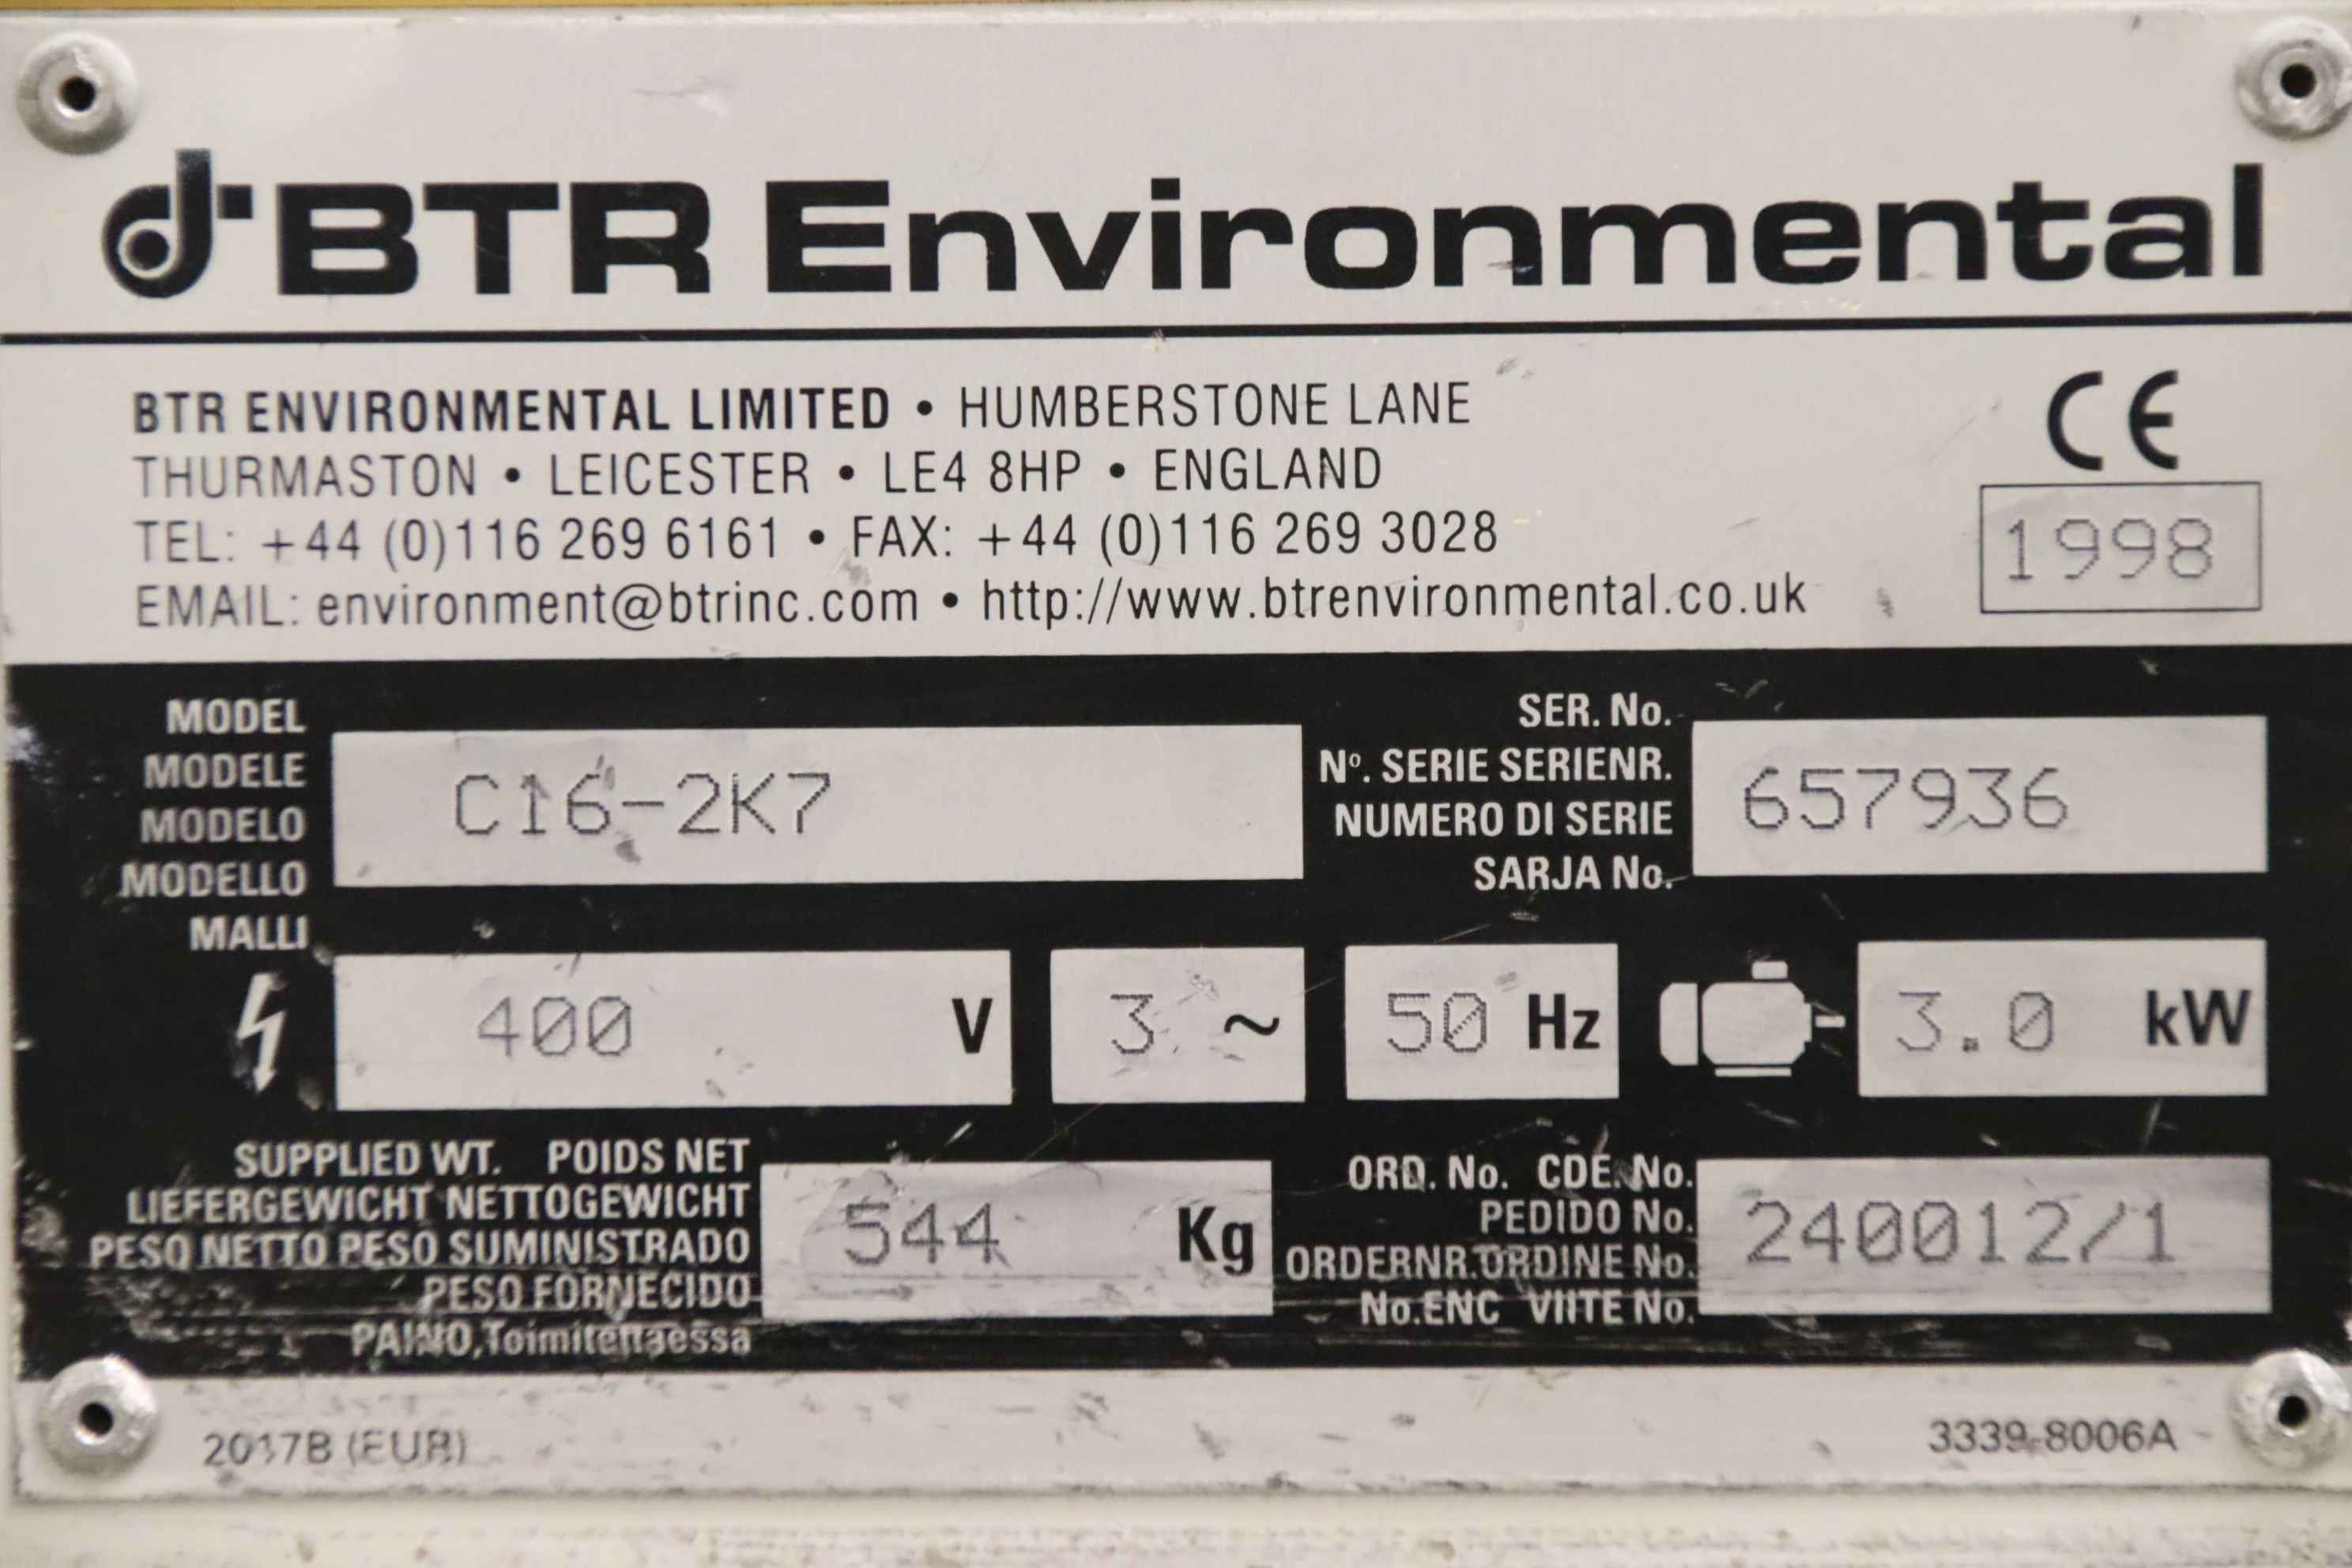 BTR Environmental
BTR ENVIRONMENTAL LIMITED • HUMBERSTONE LANE
THURMASTON • LEICESTER • LE4 8HP • ENGLAND
TEL: +44 (0)116 269 6161 • FAX: +44 (0)116 269 3028
EMAIL: environment@btrinc.com • http://www.btrenvironmental.co.uk
CE
1998
MODEL
MODELE
MODELO
MODELLO
MALLI
C16-2K7
SER. No.
Nº. SERIE SERIENR.
NUMERO DI SERIE
SARJA No.
657936
400 V
3 ~
50 Hz
3.0 kW
SUPPLIED WT. POIDS NET
LIEFERGEWICHT NETTOGEWICHT
PESO NETTO PESO SUMINISTRADO
PESO FORNECIDO
PAINO,Toimitettaessa
544 Kg
ORD. No. CDE. No.
PEDIDO No.
ORDERNR.ORDINE No.
No.ENC VIITE No.
240012/1
2017B (EUR)
3339-8006A